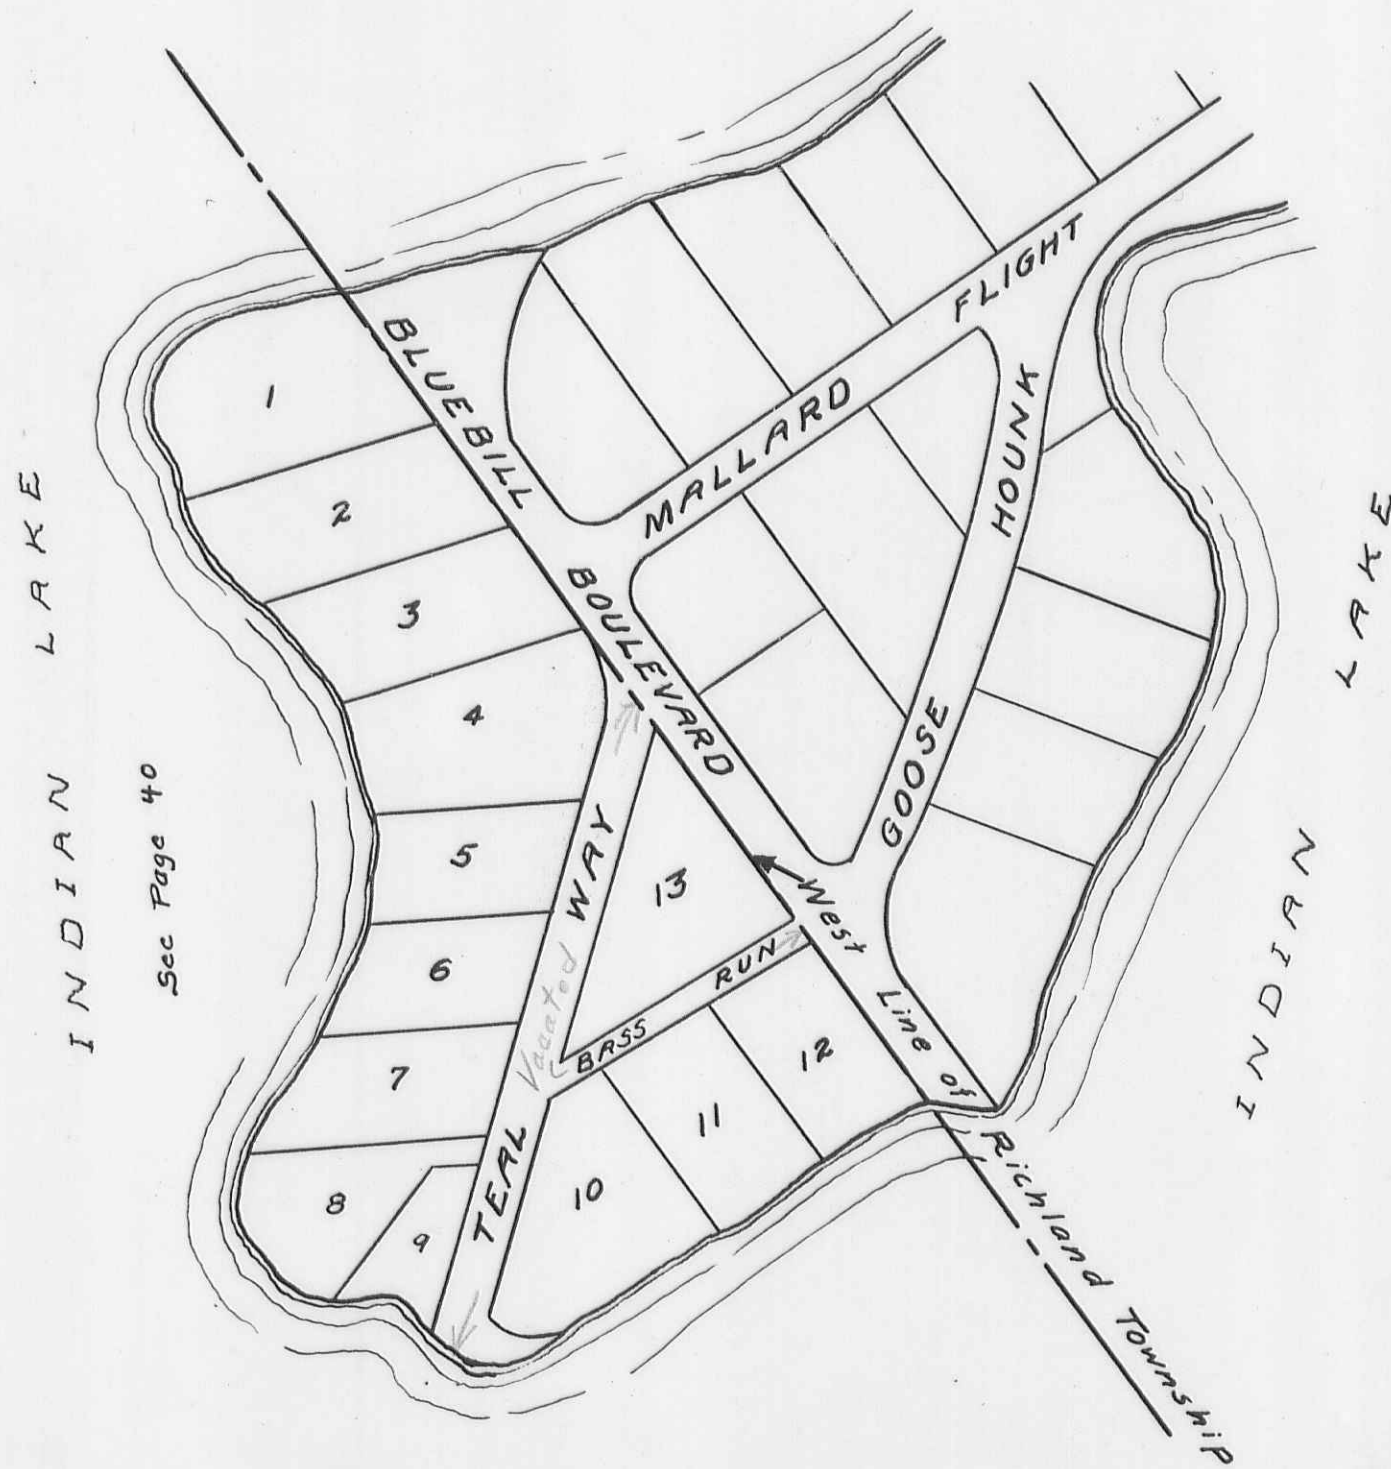 BLUEBILL BOULEVARD
MALLARD FLIGHT
GOOSE HOUNK
TEAL WAY
Vacated
BASS RUN
West Line of Richland Township
1
2
3
4
5
6
7
8
9
10
11
12
13
INDIAN LAKE
See Page 40
INDIAN LAKE